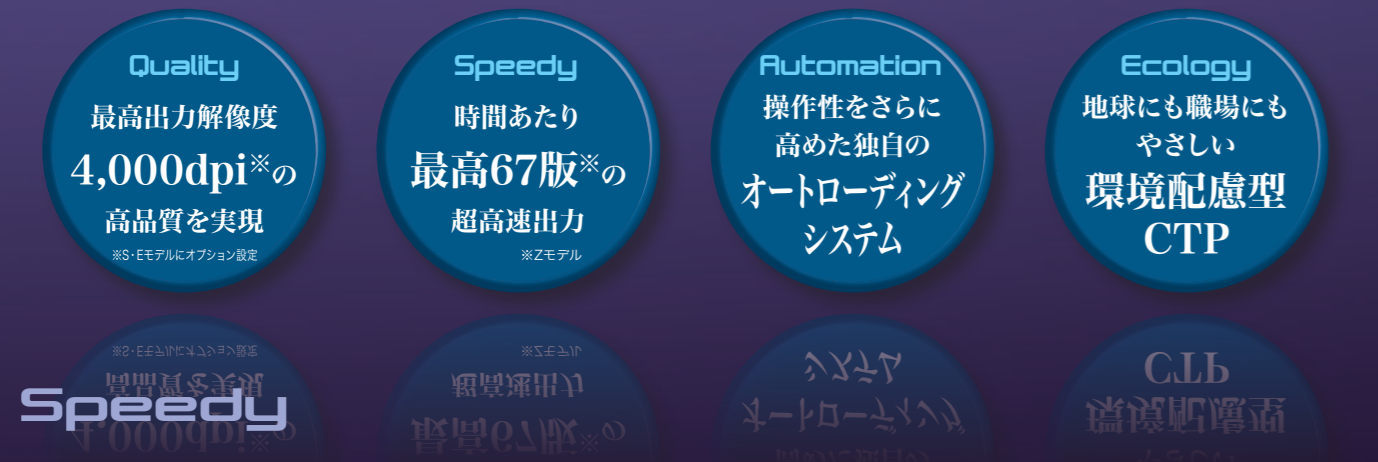 Quality
最高出力解像度
4,000dpi※の
高品質を実現
※S・Eモデルにオプション設定
Speedy
時間あたり
最高67版※の
超高速出力
※Zモデル
Automation
操作性をさらに
高めた独自の
オートローディング
システム
Ecology
地球にも職場にも
やさしい
環境配慮型
CTP
Speedy